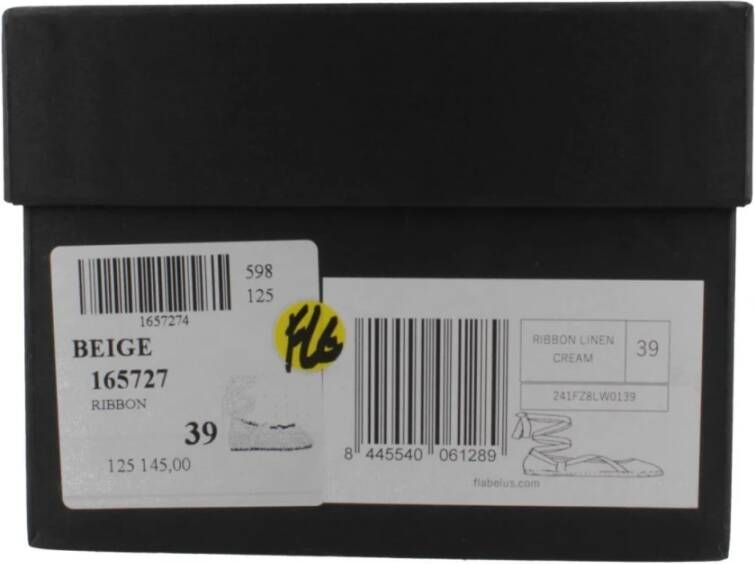 598
125
1657274
BEIGE
165727
RIBBON
39
125 145,00
FLG
RIBBON LINEN
CREAM
39
241FZ8LW0139
8 445540 061289
flabelus.com